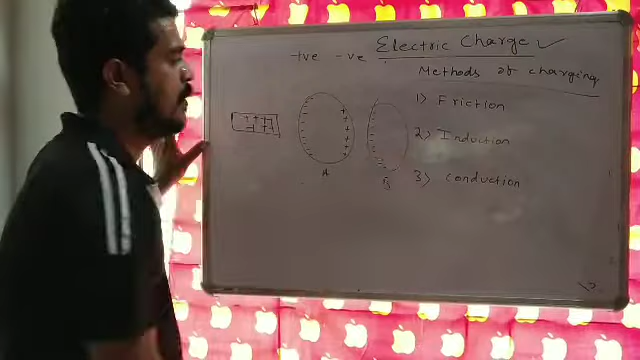 +ve -ve Electric Charge ✓
Methods of charging
1) Friction
2) Induction
3) conduction
A
B